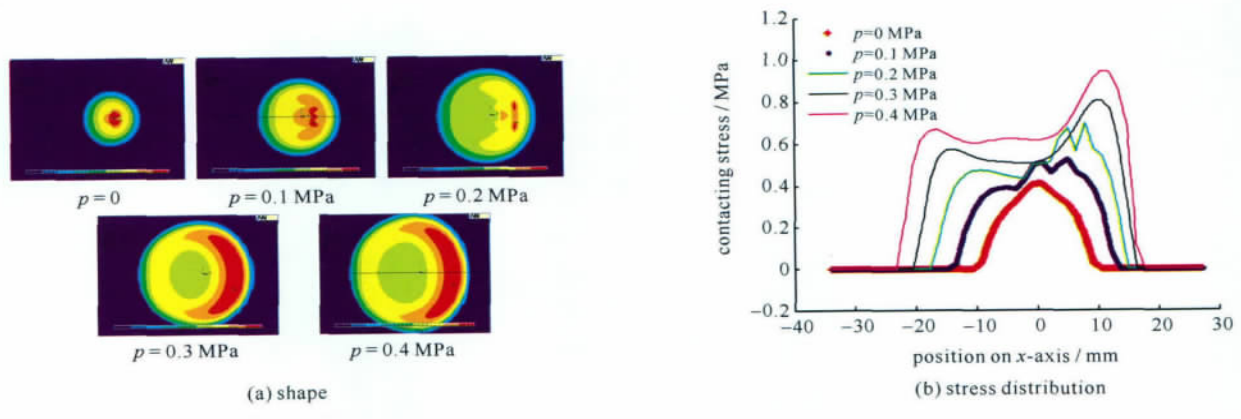 p=0
p=0.1 MPa
p=0.2 MPa
p=0.3 MPa
p=0.4 MPa
(a) shape
1.2
1.0
0.8
0.6
0.4
0.2
0
−0.2
contacting stress / MPa
p=0 MPa
p=0.1 MPa
p=0.2 MPa
p=0.3 MPa
p=0.4 MPa
−40
−30
−20
−10
0
10
20
30
position on x-axis / mm
(b) stress distribution